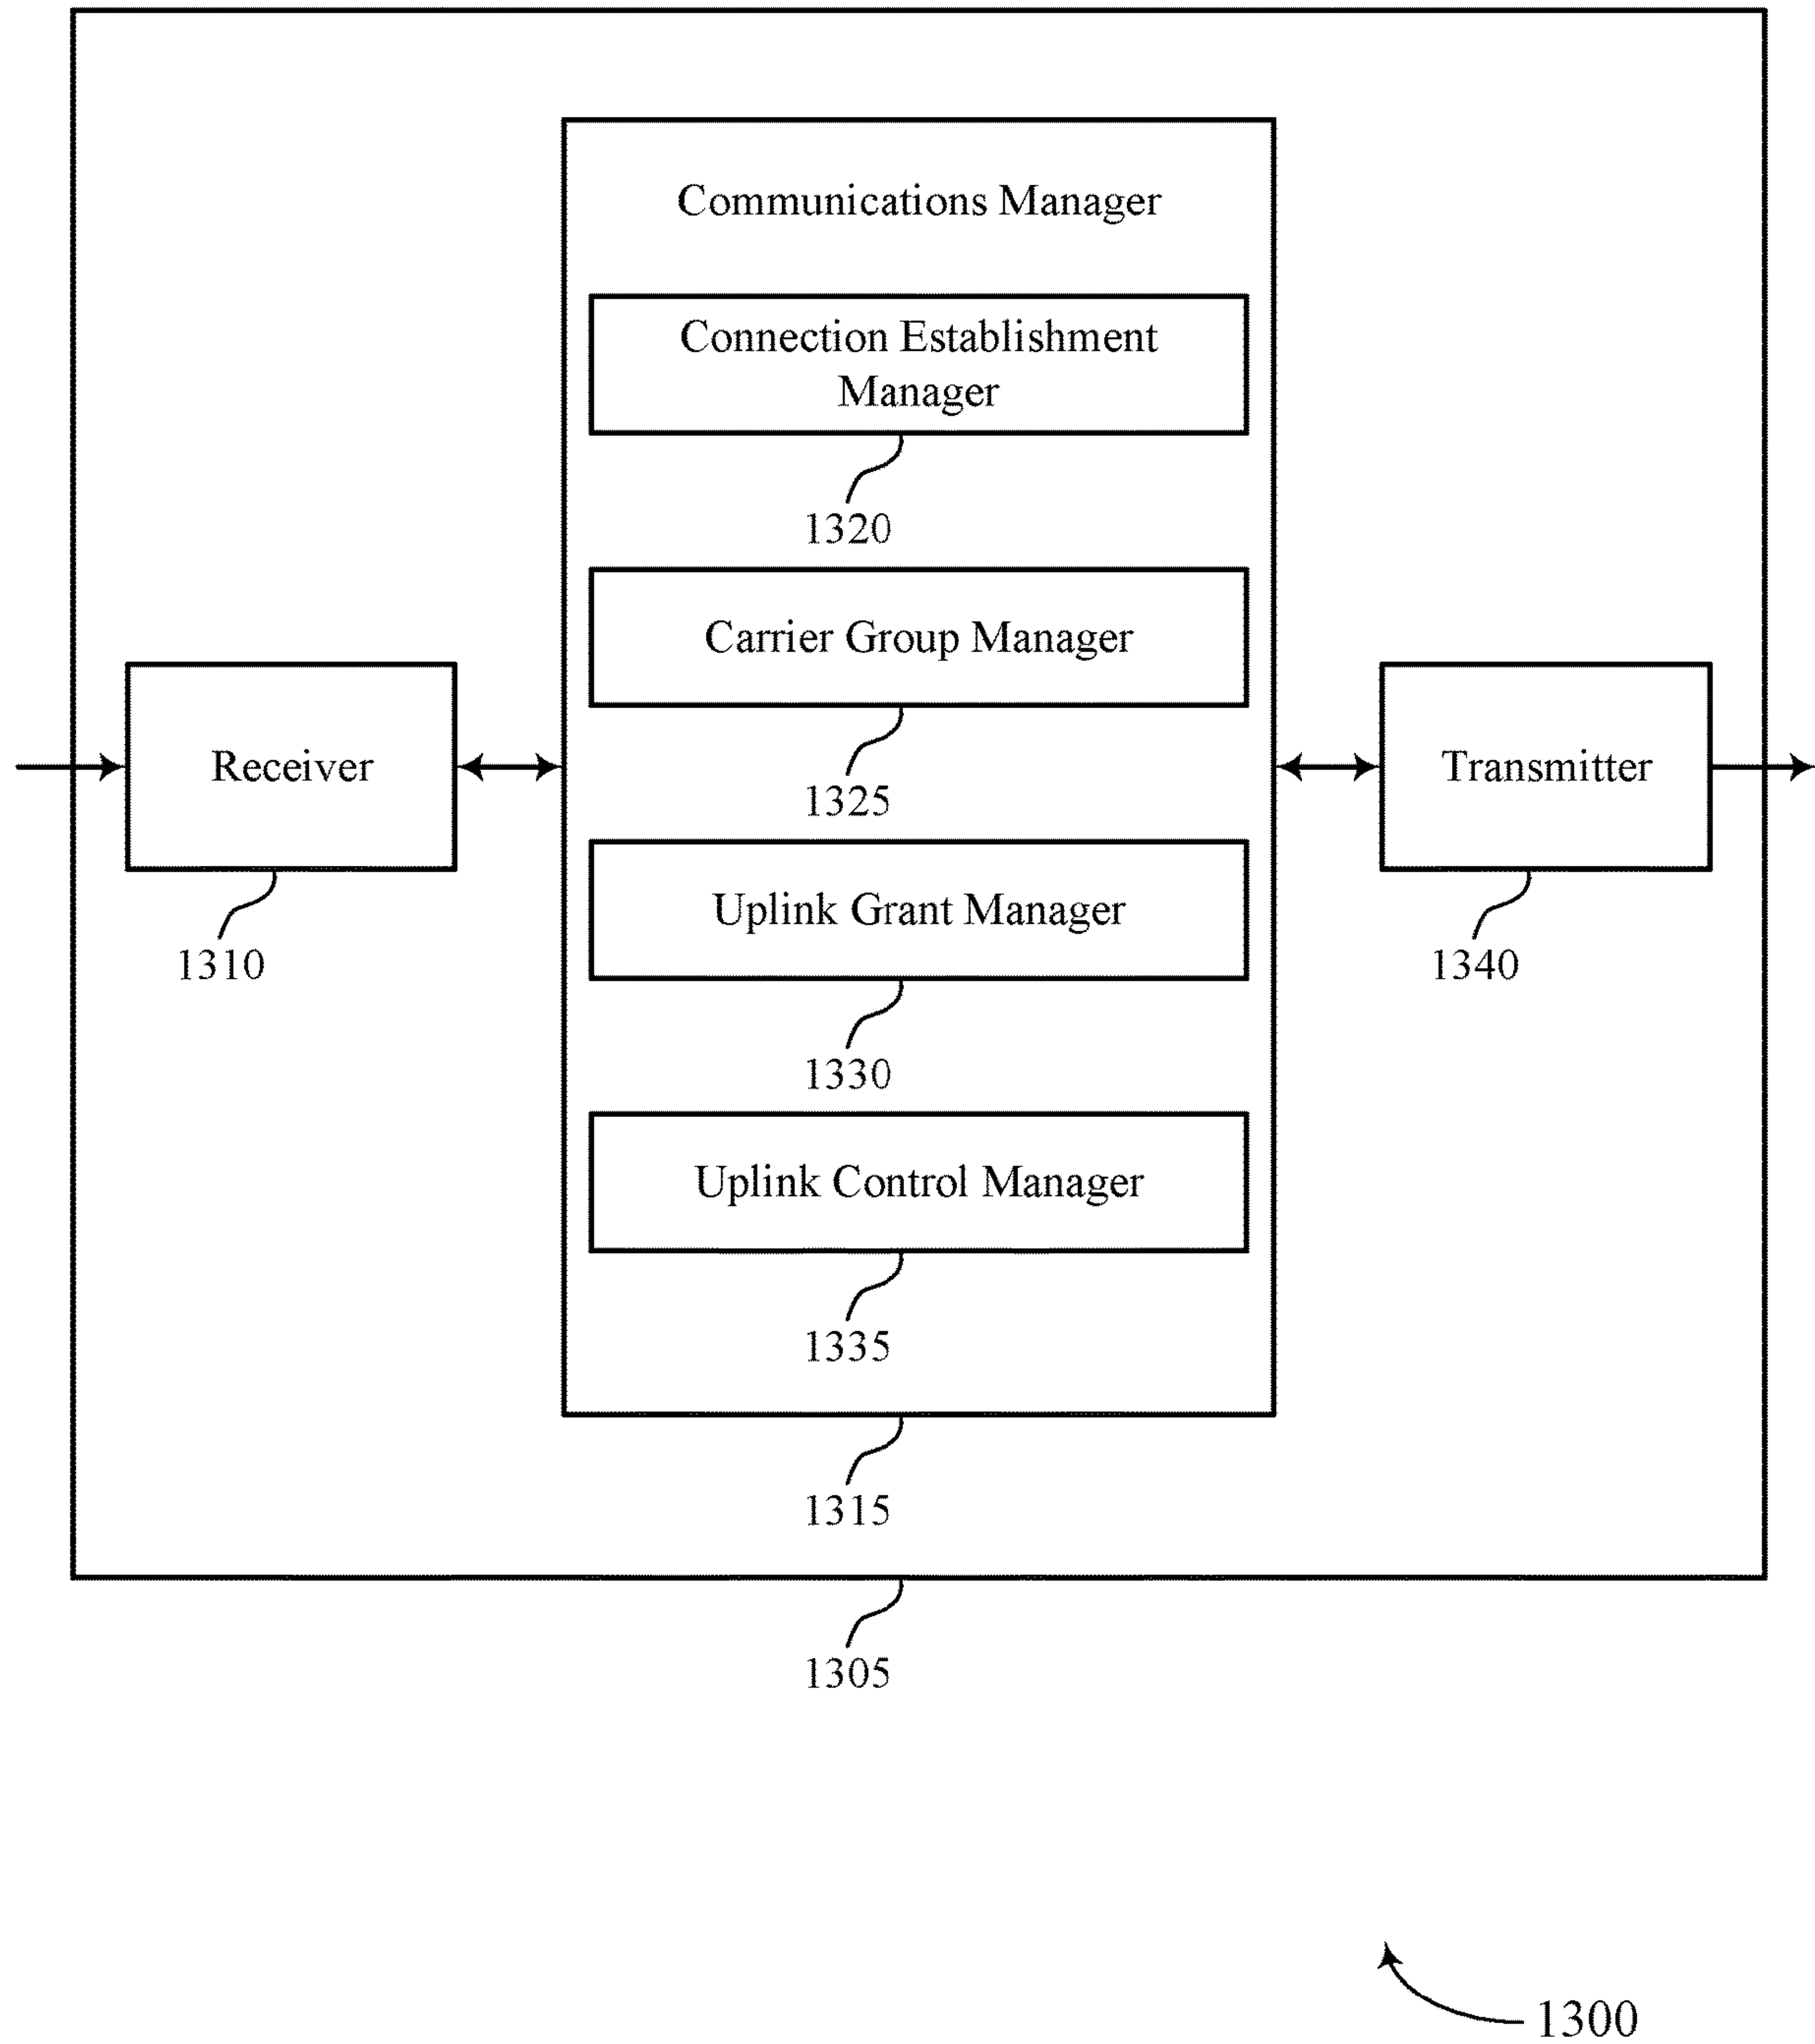 Communications Manager
Connection Establishment
Manager
1320
Carrier Group Manager
1325
Receiver
1310
Transmitter
1340
Uplink Grant Manager
1330
Uplink Control Manager
1335
1315
1305
1300